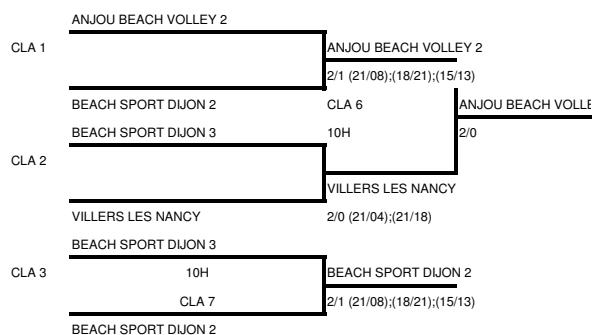 ANJOU BEACH VOLLEY 2
CLA 1
ANJOU BEACH VOLLEY 2
2/1 (21/08);(18/21);(15/13)
BEACH SPORT DIJON 2
CLA 6
ANJOU BEACH VOLLE
BEACH SPORT DIJON 3
10H
2/0
CLA 2
VILLERS LES NANCY
VILLERS LES NANCY
2/0 (21/04);(21/18)
BEACH SPORT DIJON 3
CLA 3
10H
BEACH SPORT DIJON 2
CLA 7
2/1 (21/08);(18/21);(15/13)
BEACH SPORT DIJON 2